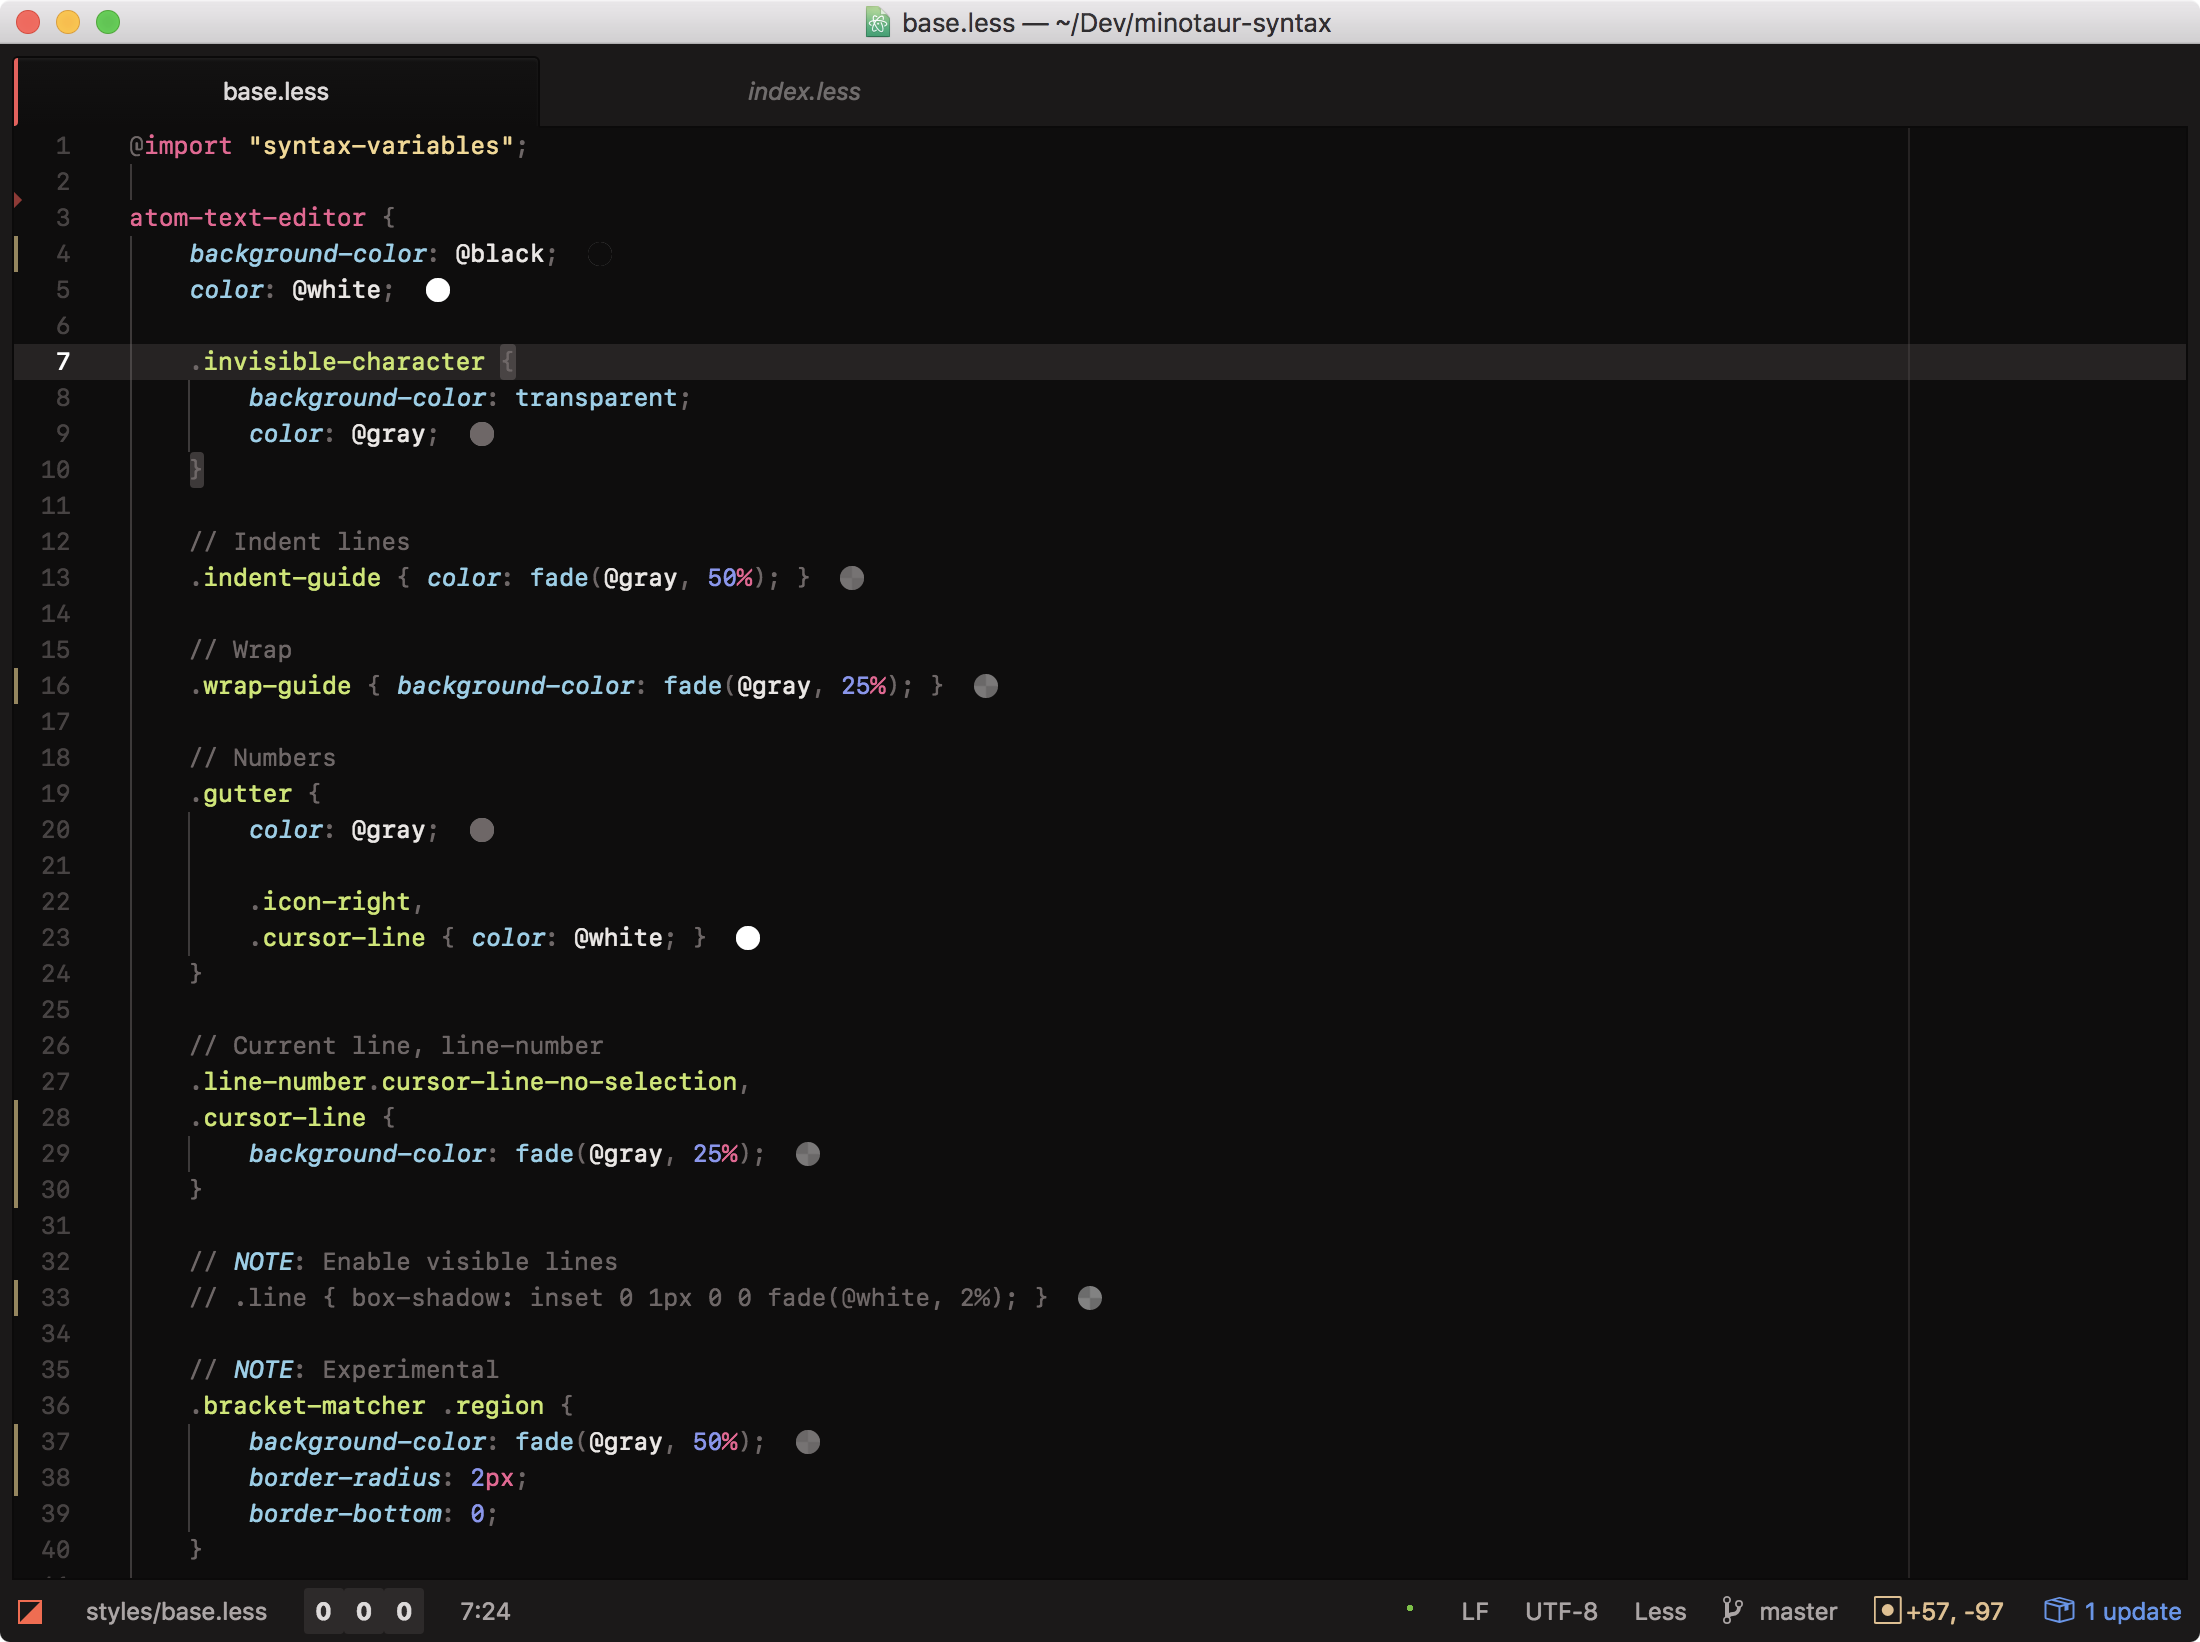 base.less — ~/Dev/minotaur-syntax
base.less
index.less
1 @import "syntax-variables";
2
3 atom-text-editor {
4 background-color: @black;
5 color: @white;
6
7 .invisible-character {
8 background-color: transparent;
9 color: @gray;
10 }
11
12 // Indent lines
13 .indent-guide { color: fade(@gray, 50%); }
14
15 // Wrap
16 .wrap-guide { background-color: fade(@gray, 25%); }
17
18 // Numbers
19 .gutter {
20 color: @gray;
21
22 .icon-right,
23 .cursor-line { color: @white; }
24 }
25
26 // Current line, line-number
27 .line-number.cursor-line-no-selection,
28 .cursor-line {
29 background-color: fade(@gray, 25%);
30 }
31
32 // NOTE: Enable visible lines
33 // .line { box-shadow: inset 0 1px 0 0 fade(@white, 2%); }
34
35 // NOTE: Experimental
36 .bracket-matcher .region {
37 background-color: fade(@gray, 50%);
38 border-radius: 2px;
39 border-bottom: 0;
40 }
styles/base.less 0 0 0 7:24 LF UTF-8 Less master +57, -97 1 update